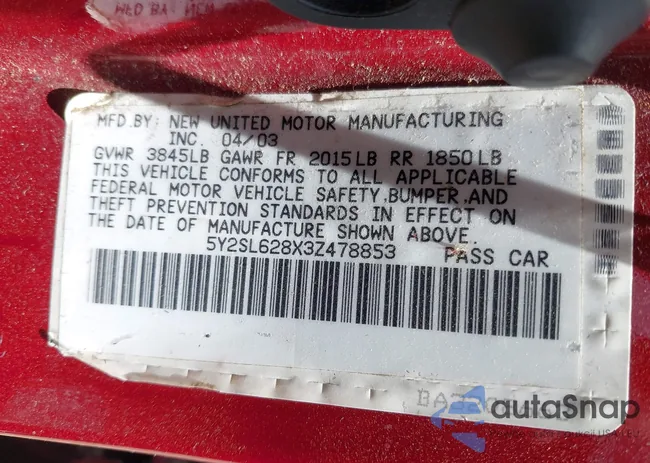 MFD.BY: NEW UNITED MOTOR MANUFACTURING
INC. 04/03
GVWR 3845LB GAWR FR 2015LB RR 1850LB
THIS VEHICLE CONFORMS TO ALL APPLICABLE
FEDERAL MOTOR VEHICLE SAFETY,BUMPER,AND
THEFT PREVENTION STANDARDS IN EFFECT ON
THE DATE OF MANUFACTURE SHOWN ABOVE.
5Y2SL628X3Z478853 PASS CAR
autaSnap